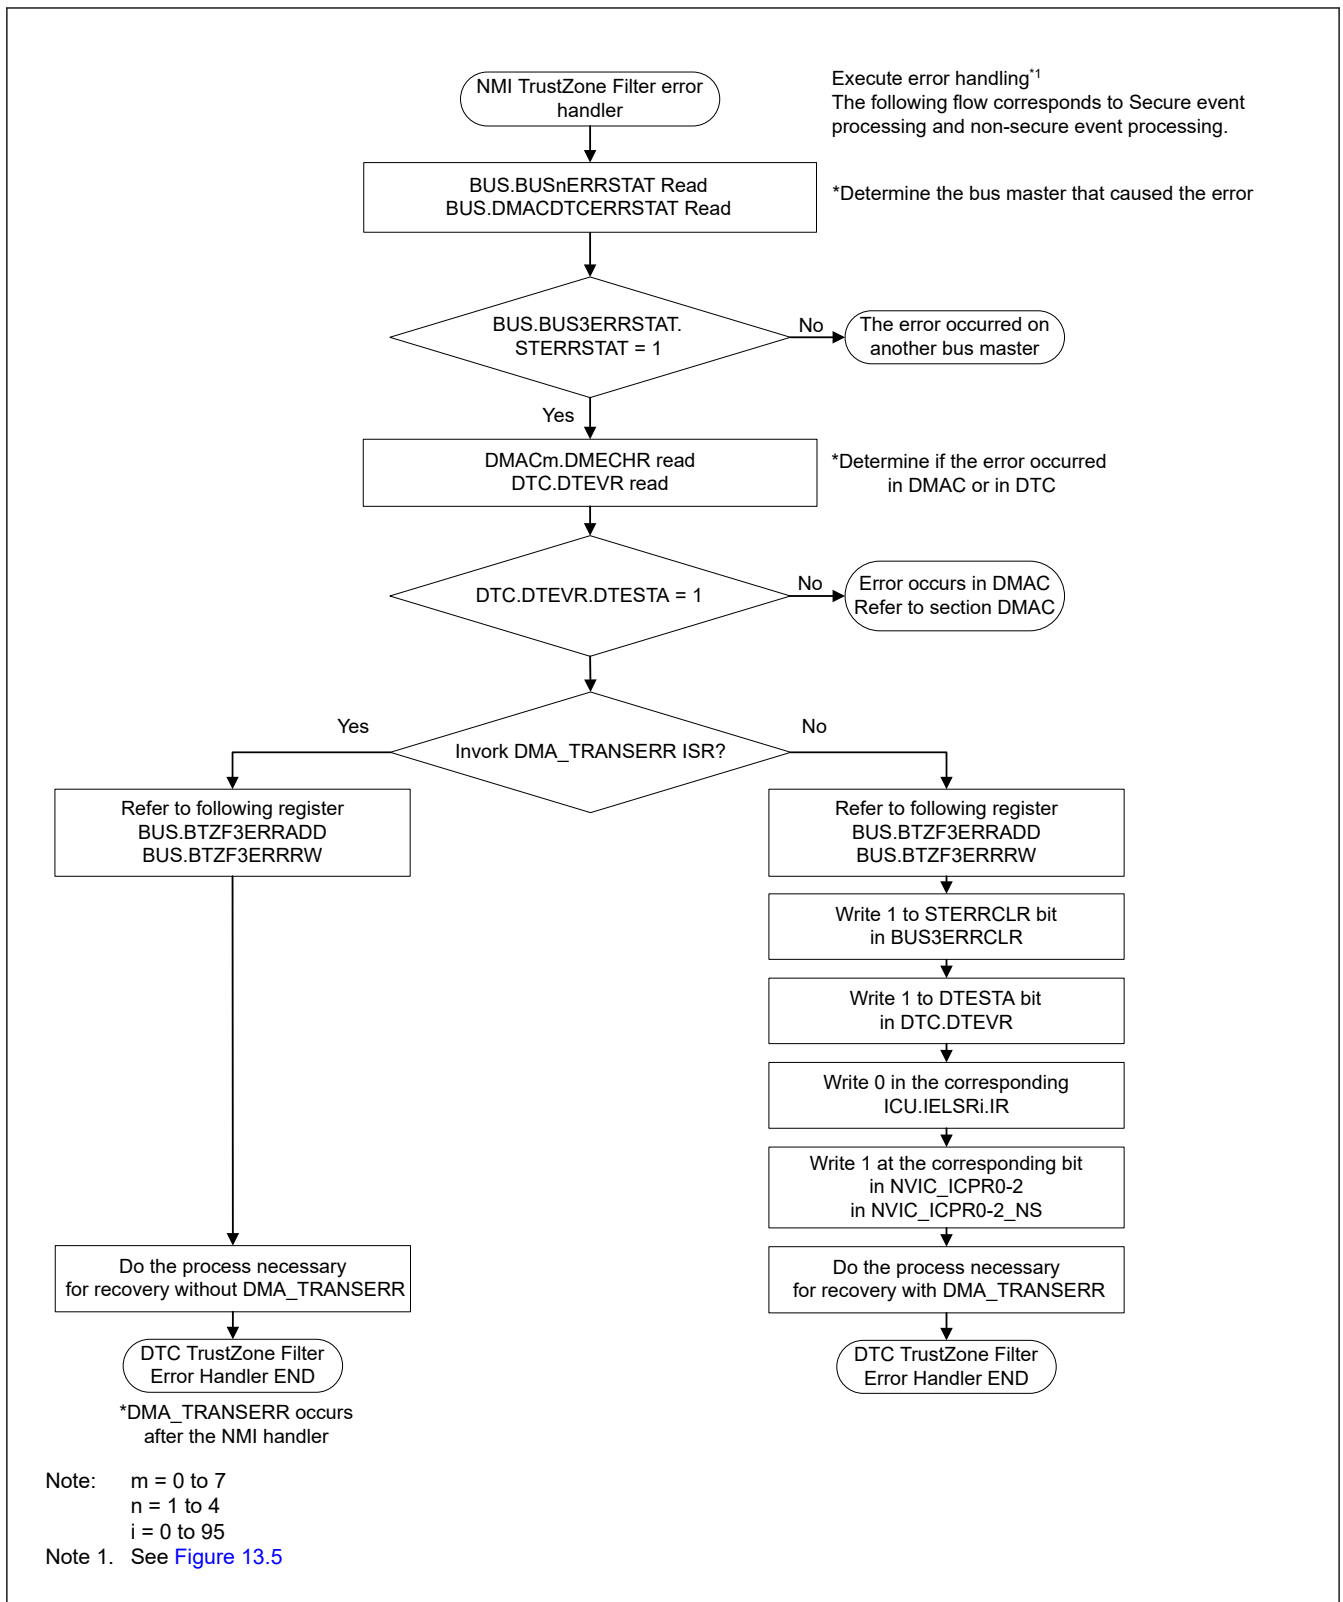 NMI TrustZone Filter error
handler
Execute error handling*1
The following flow corresponds to Secure event
processing and non-secure event processing.
BUS.BUSnERRSTAT Read
BUS.DMACDTCERRSTAT Read
*Determine the bus master that caused the error
BUS.BUS3ERRSTAT.
STERRSTAT = 1
No
The error occurred on
another bus master
Yes
DMACm.DMECHR read
DTC.DTEVR read
*Determine if the error occurred
in DMAC or in DTC
DTC.DTEVR.DTESTA = 1
No
Error occurs in DMAC
Refer to section DMAC
Yes
Invork DMA_TRANSERR ISR?
No
Refer to following register
BUS.BTZF3ERRADD
BUS.BTZF3ERRRW
Refer to following register
BUS.BTZF3ERRADD
BUS.BTZF3ERRRW
Write 1 to STERRCLR bit
in BUS3ERRCLR
Write 1 to DTESTA bit
in DTC.DTEVR
Write 0 in the corresponding
ICU.IELSRi.IR
Write 1 at the corresponding bit
in NVIC_ICPR0-2
in NVIC_ICPR0-2_NS
Do the process necessary
for recovery without DMA_TRANSERR
Do the process necessary
for recovery with DMA_TRANSERR
DTC TrustZone Filter
Error Handler END
DTC TrustZone Filter
Error Handler END
*DMA_TRANSERR occurs
after the NMI handler
Note: m = 0 to 7
n = 1 to 4
i = 0 to 95
Note 1. See Figure 13.5